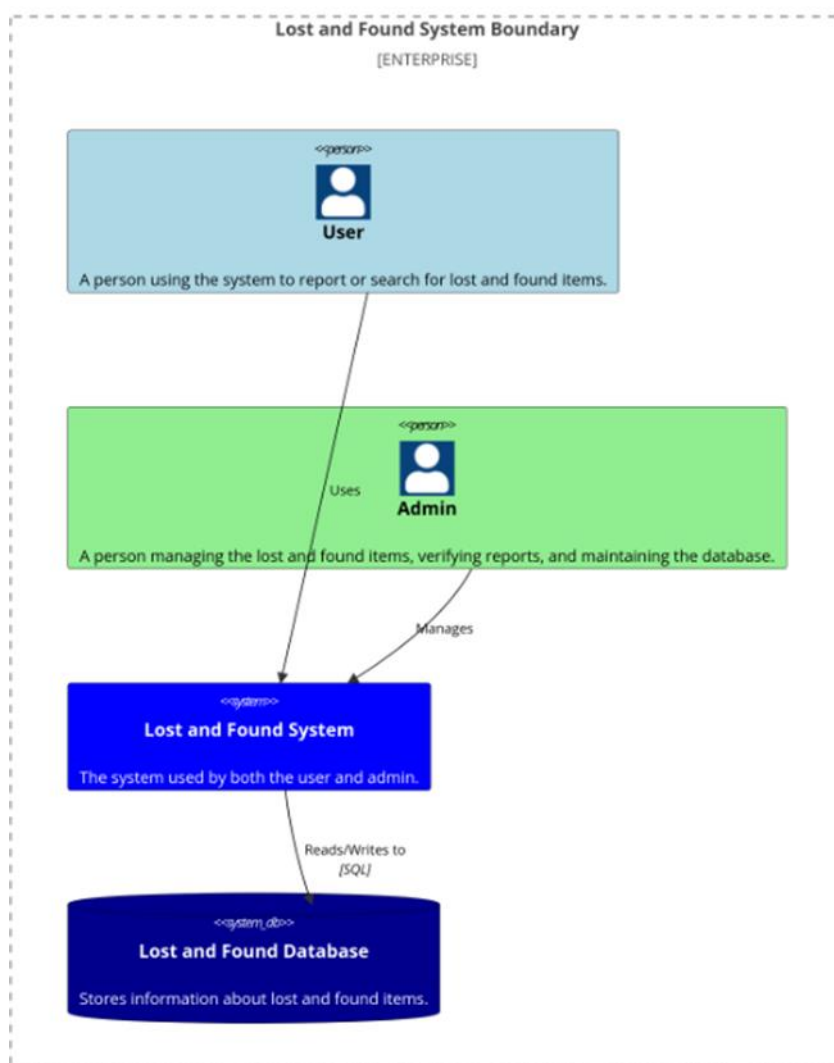 Lost and Found System Boundary
[ENTERPRISE]
<<person>>
User
A person using the system to report or search for lost and found items.
<<person>>
Admin
Uses
A person managing the lost and found items, verifying reports, and maintaining the database.
Manages
<<system>>
Lost and Found System
The system used by both the user and admin.
Reads/Writes to
[SQL]
<<system_db>>
Lost and Found Database
Stores information about lost and found items.